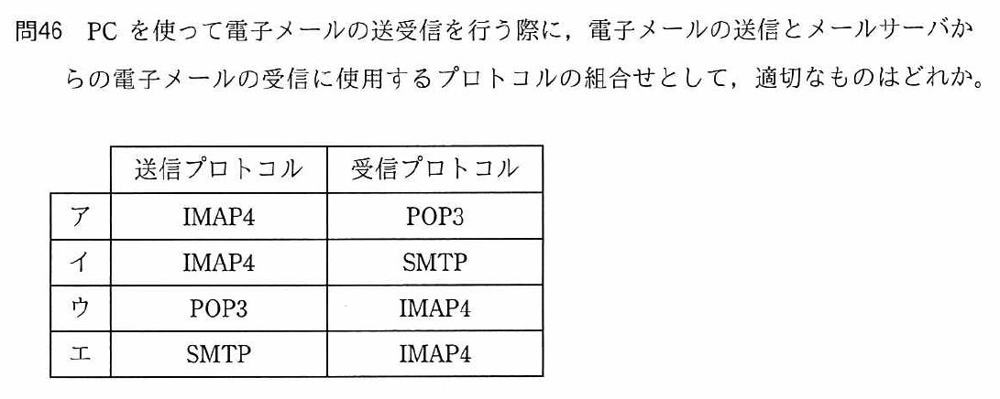 問46 PC を使って電子メールの送受信を行う際に，電子メールの送信とメールサーバか
らの電子メールの受信に使用するプロトコルの組合せとして，適切なものはどれか。
送信プロトコル 受信プロトコル
ア IMAP4 POP3
イ IMAP4 SMTP
ウ POP3 IMAP4
エ SMTP IMAP4